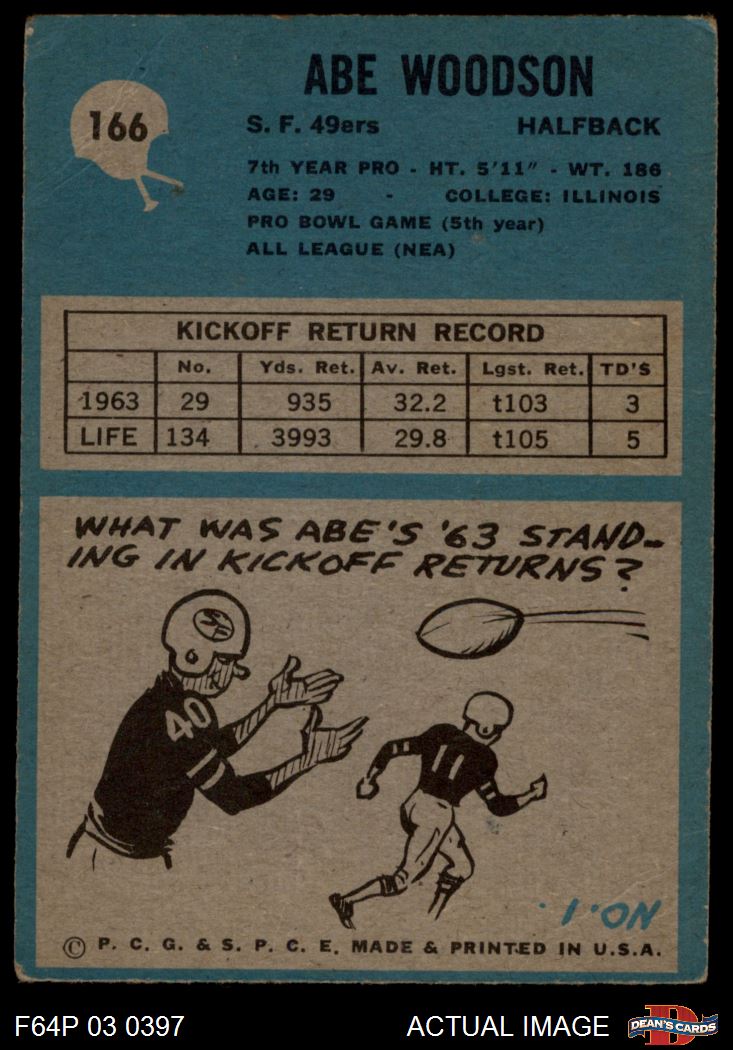 166
ABE WOODSON
S. F. 49ers HALFBACK
7th YEAR PRO - HT. 5'11" - WT. 186
AGE: 29 - COLLEGE: ILLINOIS
PRO BOWL GAME (5th year)
ALL LEAGUE (NEA)
KICKOFF RETURN RECORD
No. Yds. Ret. Av. Ret. Lgst. Ret. TD'S
1963 29 935 32.2 t103 3
LIFE 134 3993 29.8 t105 5
WHAT WAS ABE'S '63 STAND-
ING IN KICKOFF RETURNS?
SF
40
11
NO. 1.
© P. C. G. & S. P. C. E. MADE & PRINTED IN U.S.A.
F64P 03 0397 ACTUAL IMAGE D DEAN'S CARDS